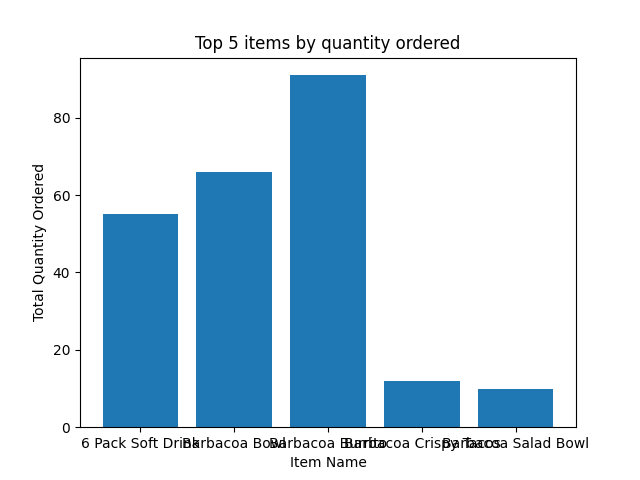 Top 5 items by quantity ordered
Total Quantity Ordered
80
60
40
20
0
6 Pack Soft Drink Barbacoa Bowl Barbacoa Burrito Barbacoa Crispy Tacos Barbacoa Salad Bowl
Item Name